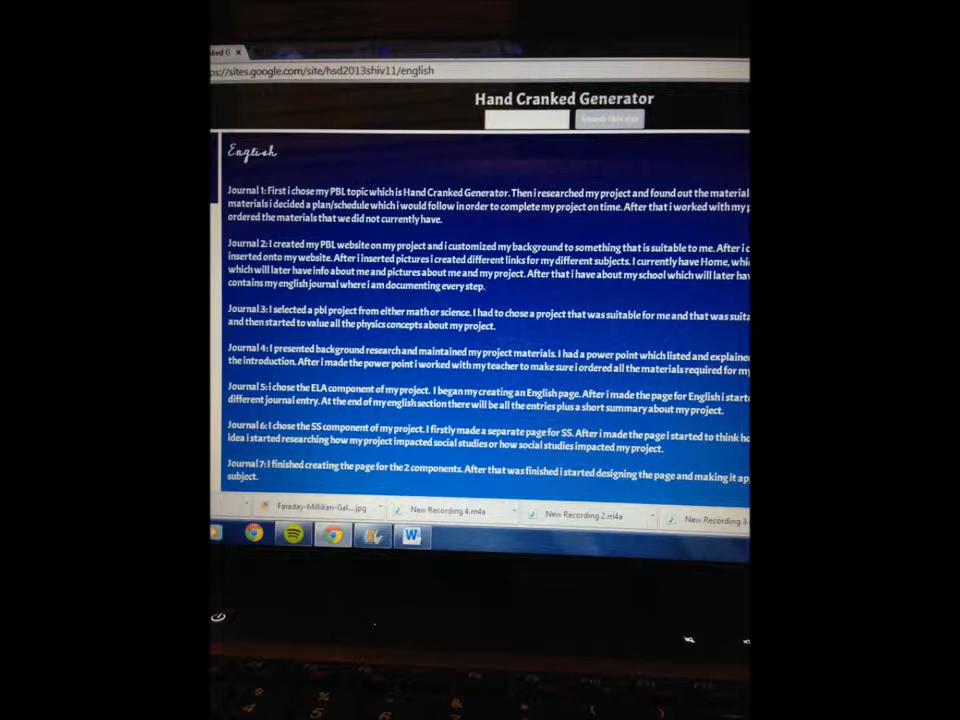 ked G
ps://sites.google.com/site/hsd2013shiv11/english
Hand Cranked Generator
English
Journal 1: First i chose my PBL topic which is Hand Cranked Generator. Then i researched my project and found out the material
materials i decided a plan/schedule which i would follow in order to complete my project on time. After that i worked with my p
ordered the materials that we did not currently have.
Journal 2: I created my PBL website on my project and i customized my background to something that is suitable to me. After i c
inserted onto my website. After i inserted pictures i created different links for my different subjects. I currently have Home, whic
which will later have info about me and pictures about me and my project. After that i have about my school which will later hav
contains my english journal where i am documenting every step.
Journal 3: I selected a pbl project from either math or science. I had to chose a project that was suitable for me and that was suita
and then started to value all the physics concepts about my project.
Journal 4: I presented background research and maintained my project materials. I had a power point which listed and explained
the introduction. After i made the power point i worked with my teacher to make sure i ordered all the materials required for my
Journal 5: i chose the ELA component of my project. I began my creating an English page. After i made the page for English i starte
different journal entry. At the end of my english section there will be all the entries plus a short summary about my project.
Journal 6: I chose the SS component of my project. I firstly made a separate page for SS. After i made the page i started to think ho
idea i started researching how my project impacted social studies or how social studies impacted my project.
Journal 7: I finished creating the page for the 2 components. After that was finished i started designing the page and making it ap
subject.
Faraday-Millikan-Gal....jpg
New Recording 4.m4a
New Recording 2.m4a
New Recording 3